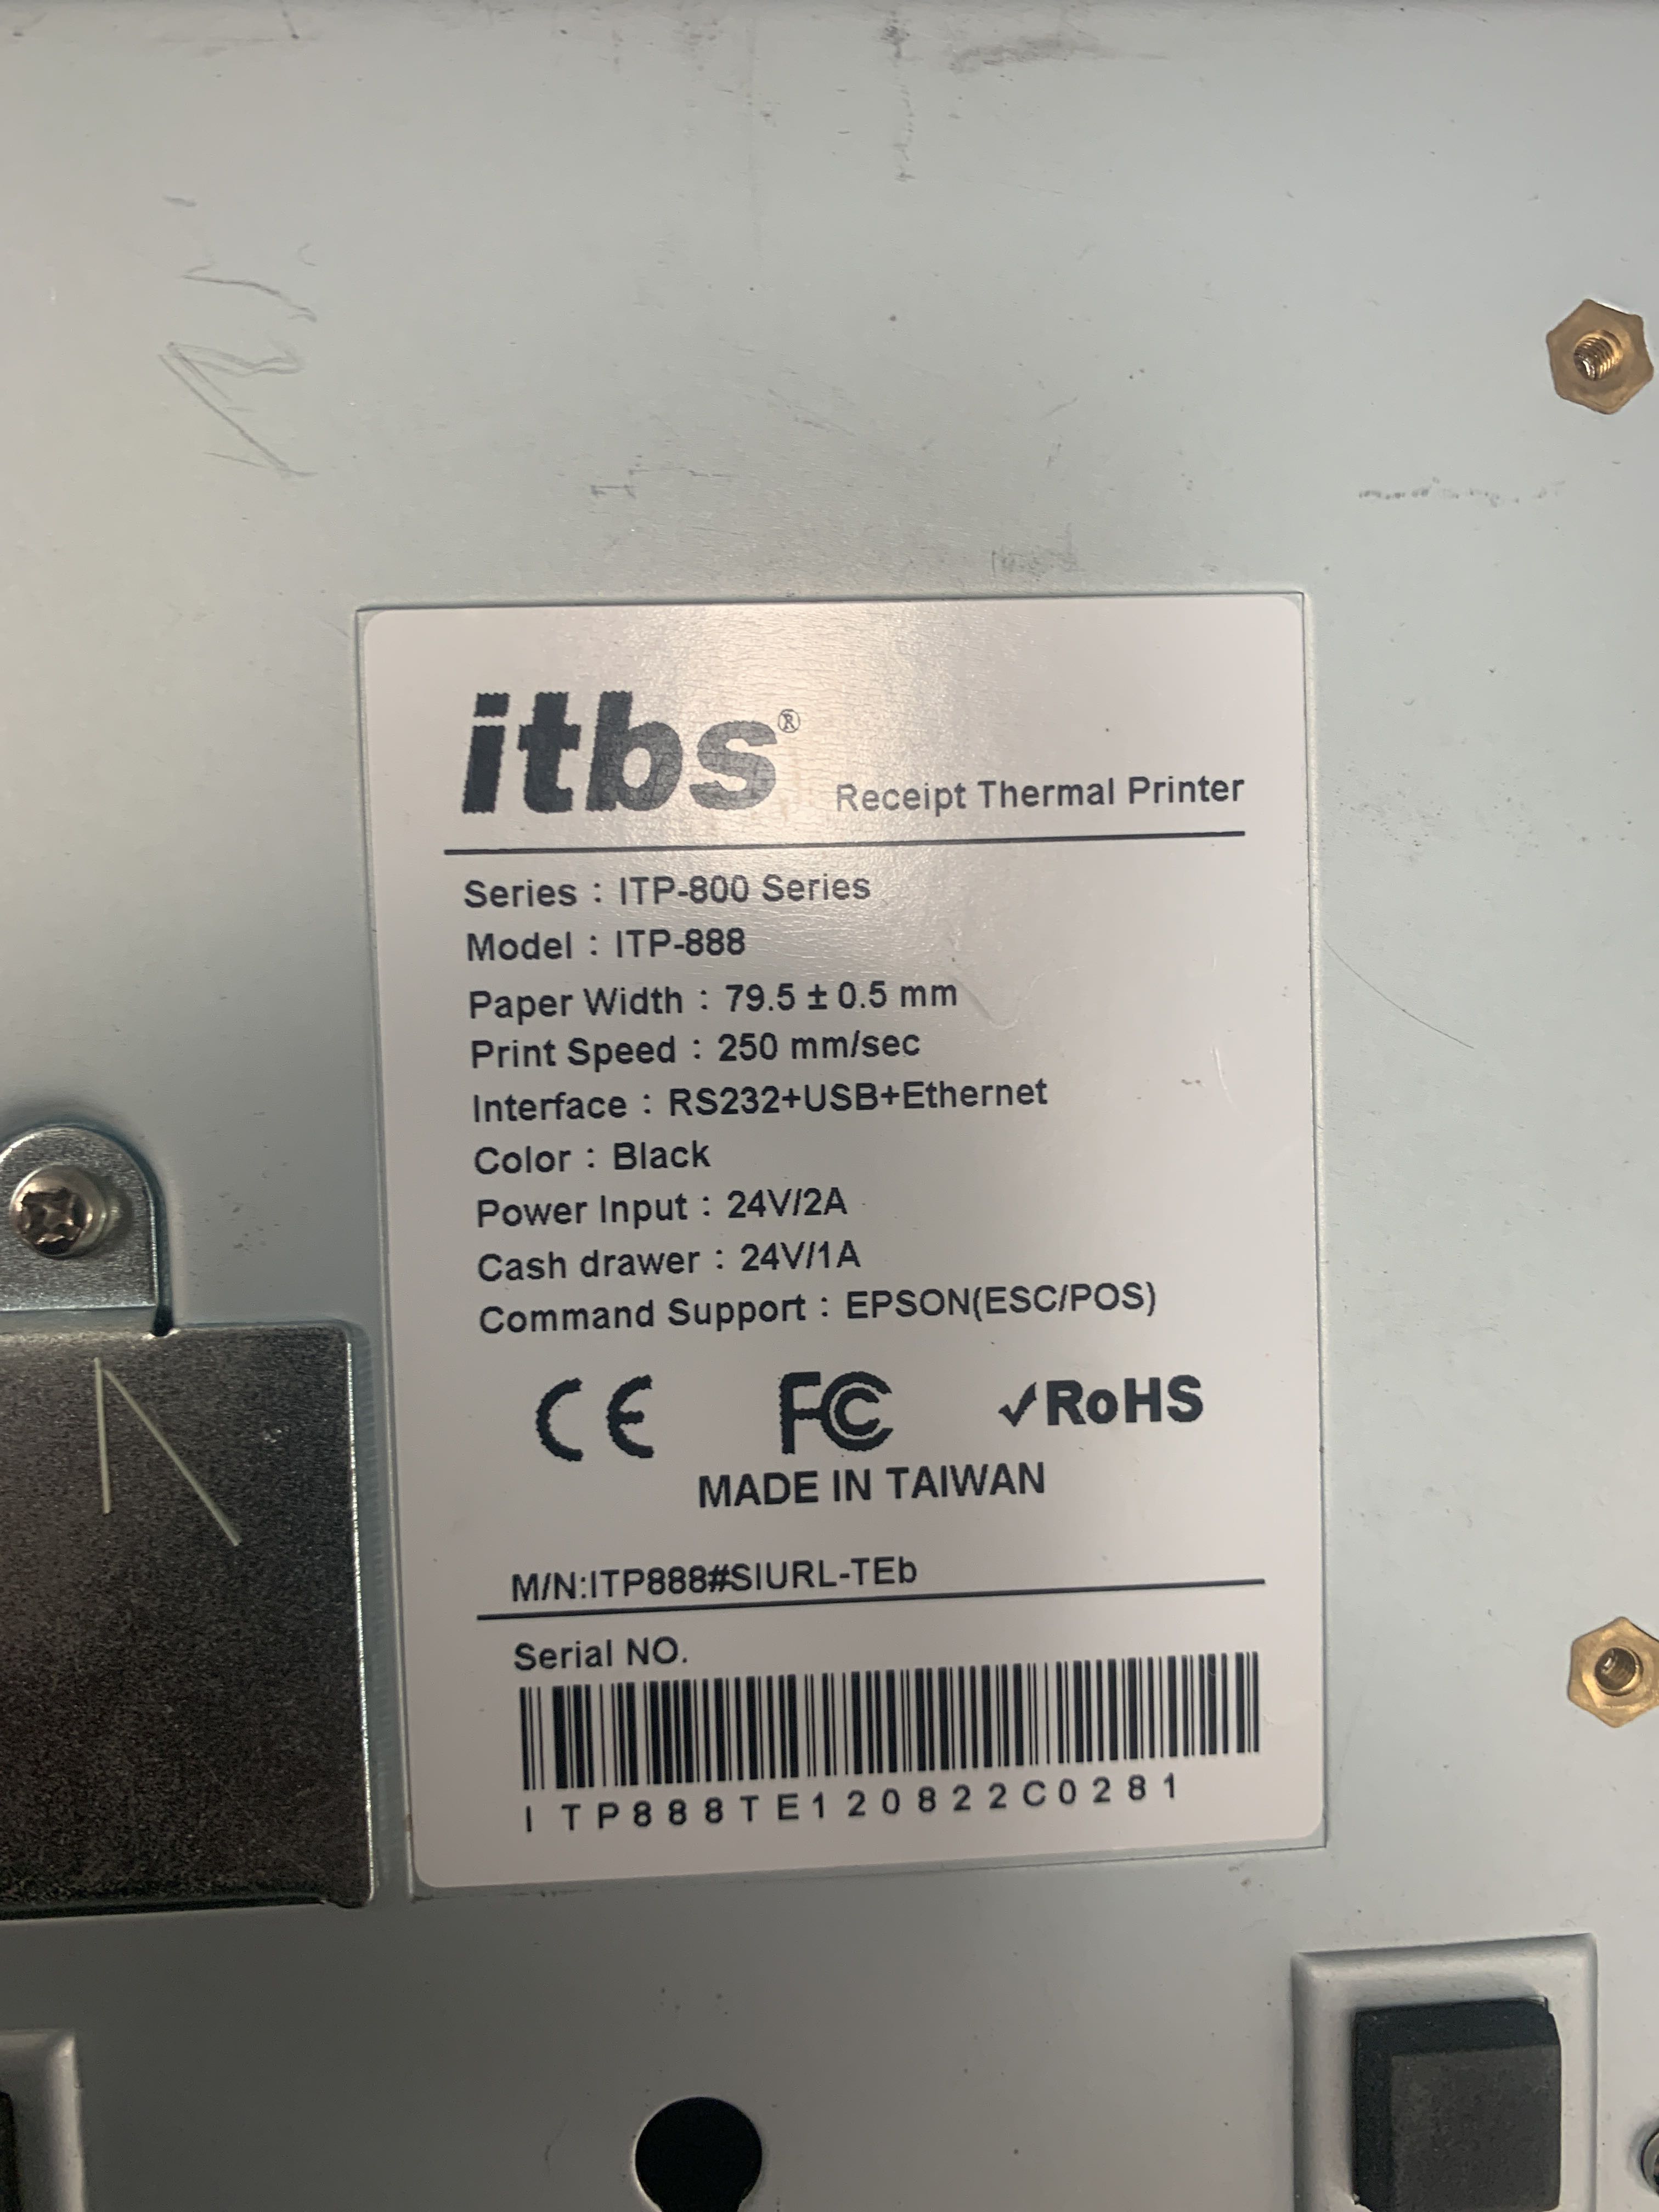 itbs® Receipt Thermal Printer
Series : ITP-800 Series
Model : ITP-888
Paper Width : 79.5 ± 0.5 mm
Print Speed : 250 mm/sec
Interface : RS232+USB+Ethernet
Color : Black
Power Input : 24V/2A
Cash drawer : 24V/1A
Command Support : EPSON(ESC/POS)
CE FC ✓RoHS
MADE IN TAIWAN
M/N:ITP888#SIURL-TEb
Serial NO.
ITP888TE120822C0281